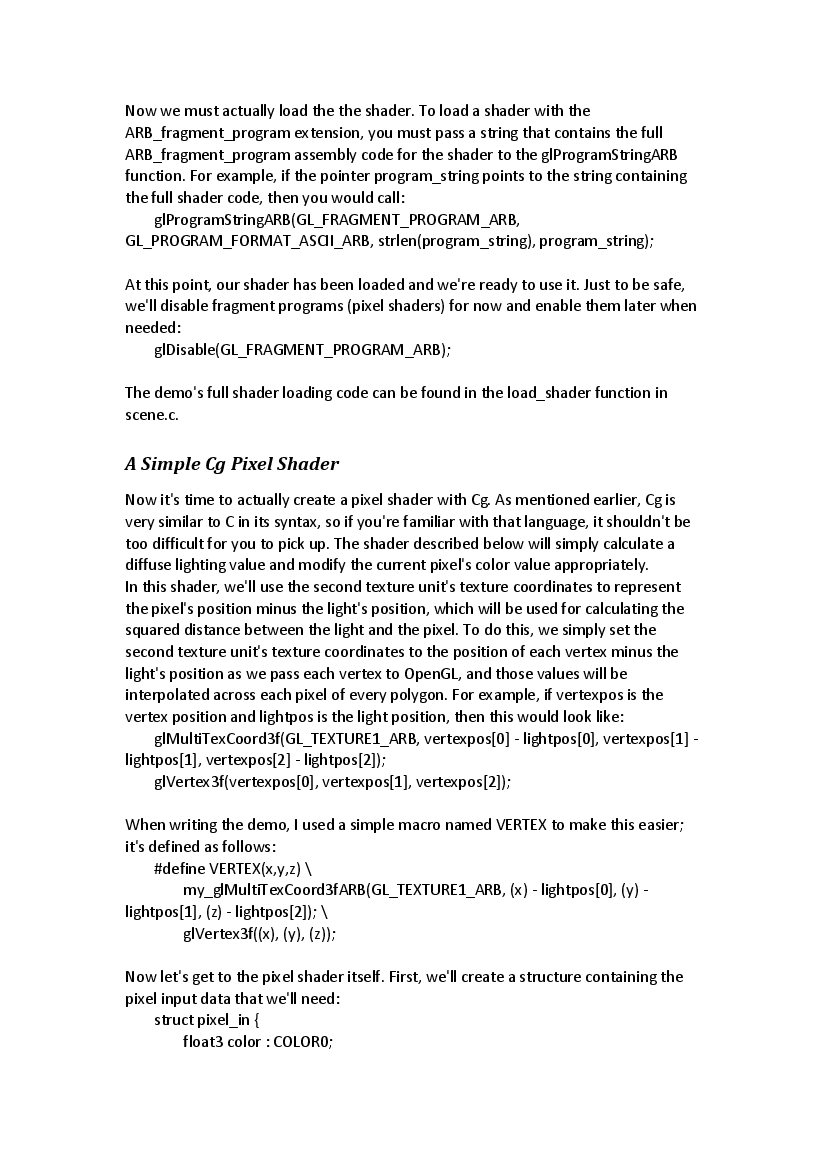 Now we must actually load the the shader. To load a shader with the
ARB_fragment_program extension, you must pass a string that contains the full
ARB_fragment_program assembly code for the shader to the glProgramStringARB
function. For example, if the pointer program_string points to the string containing
the full shader code, then you would call:
glProgramStringARB(GL_FRAGMENT_PROGRAM_ARB,
GL_PROGRAM_FORMAT_ASCII_ARB, strlen(program_string), program_string);
At this point, our shader has been loaded and we're ready to use it. Just to be safe,
we'll disable fragment programs (pixel shaders) for now and enable them later when
needed:
glDisable(GL_FRAGMENT_PROGRAM_ARB);
The demo's full shader loading code can be found in the load_shader function in
scene.c.
A Simple Cg Pixel Shader
Now it's time to actually create a pixel shader with Cg. As mentioned earlier, Cg is
very similar to C in its syntax, so if you're familiar with that language, it shouldn't be
too difficult for you to pick up. The shader described below will simply calculate a
diffuse lighting value and modify the current pixel's color value appropriately.
In this shader, we'll use the second texture unit's texture coordinates to represent
the pixel's position minus the light's position, which will be used for calculating the
squared distance between the light and the pixel. To do this, we simply set the
second texture unit's texture coordinates to the position of each vertex minus the
light's position as we pass each vertex to OpenGL, and those values will be
interpolated across each pixel of every polygon. For example, if vertexpos is the
vertex position and lightpos is the light position, then this would look like:
glMultiTexCoord3f(GL_TEXTURE1_ARB, vertexpos[0] - lightpos[0], vertexpos[1] -
lightpos[1], vertexpos[2] - lightpos[2]);
glVertex3f(vertexpos[0], vertexpos[1], vertexpos[2]);
When writing the demo, I used a simple macro named VERTEX to make this easier;
it's defined as follows:
#define VERTEX(x,y,z) \
my_glMultiTexCoord3fARB(GL_TEXTURE1_ARB, (x) - lightpos[0], (y) -
lightpos[1], (z) - lightpos[2]); \
glVertex3f((x), (y), (z));
Now let's get to the pixel shader itself. First, we'll create a structure containing the
pixel input data that we'll need:
struct pixel_in {
float3 color : COLOR0;